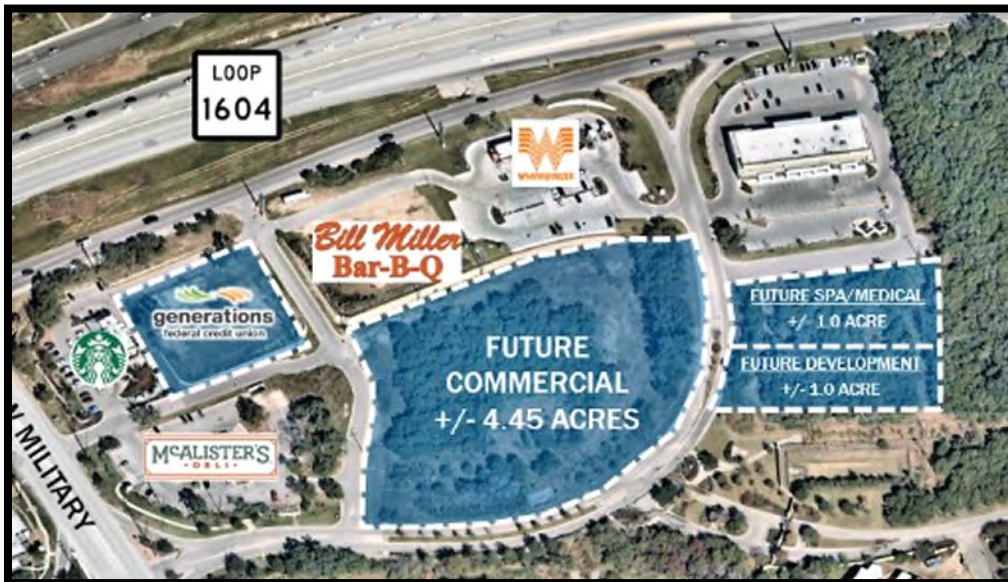 LOOP
1604
WHATABURGER
Bill Miller
Bar-B-Q
generations
federal credit union
FUTURE SPA/MEDICAL
+/- 1.0 ACRE
FUTURE
COMMERCIAL
+/- 4.45 ACRES
FUTURE DEVELOPMENT
+/- 1.0 ACRE
N MILITARY
McALISTER'S
DELI